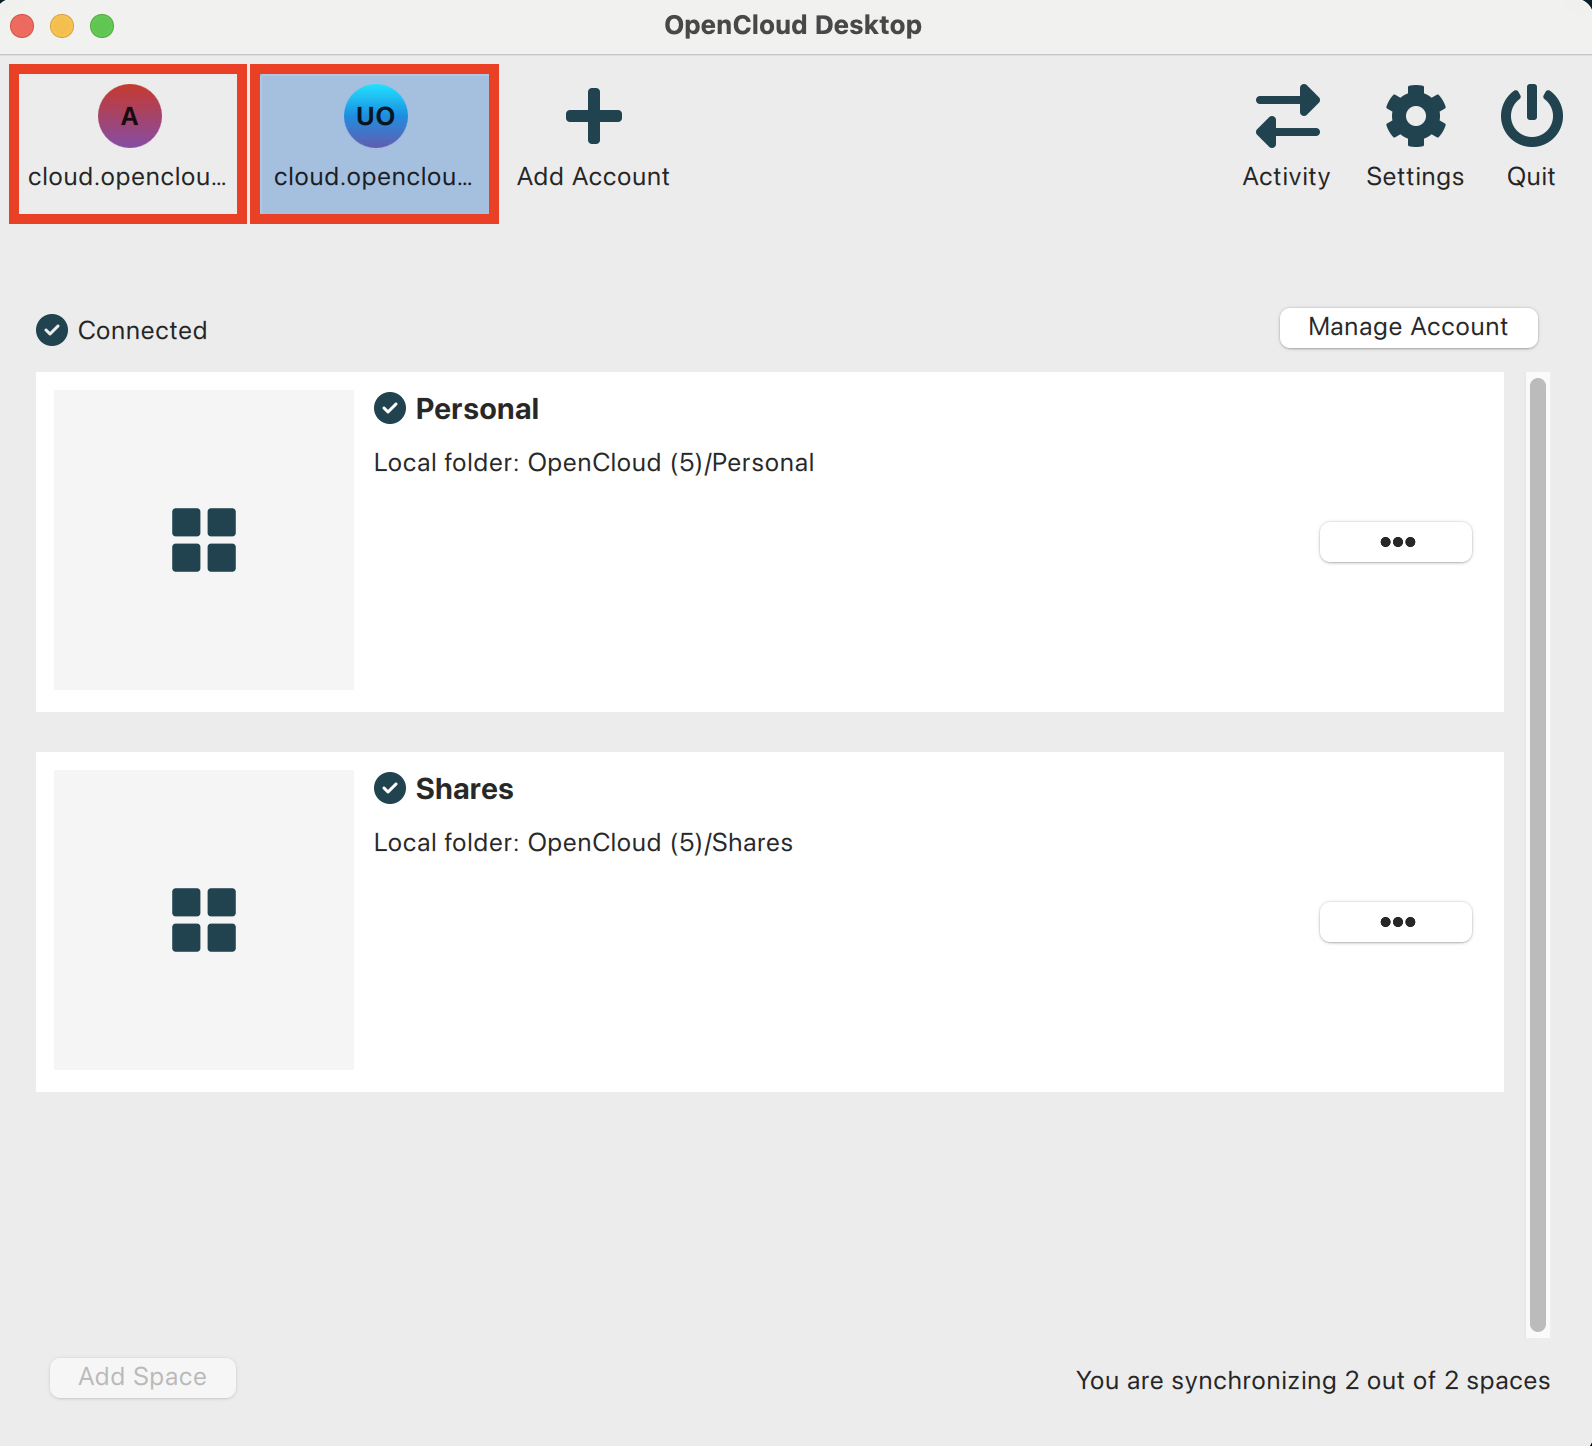 OpenCloud Desktop
A
UO
cloud.openclou...
cloud.openclou...
Add Account
Activity
Settings
Quit
Connected
Manage Account
Personal
Local folder: OpenCloud (5)/Personal
Shares
Local folder: OpenCloud (5)/Shares
Add Space
You are synchronizing 2 out of 2 spaces